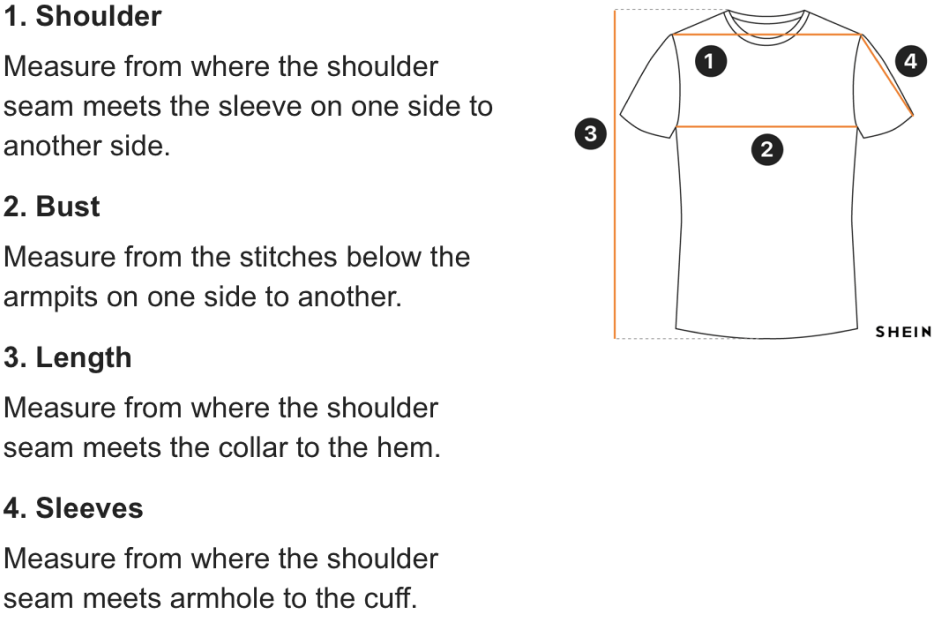 1. Shoulder
Measure from where the shoulder
seam meets the sleeve on one side to
another side.
2. Bust
Measure from the stitches below the
armpits on one side to another.
3. Length
Measure from where the shoulder
seam meets the collar to the hem.
4. Sleeves
Measure from where the shoulder
seam meets armhole to the cuff.
1
4
3
2
SHEIN